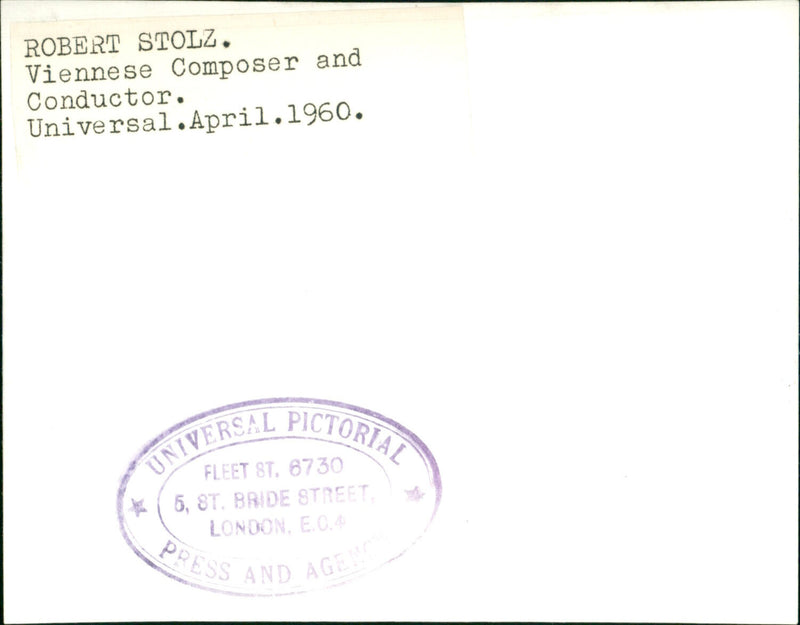 ROBERT STOLZ.
Viennese Composer and
Conductor.
Universal.April.1960.
UNIVERSAL PICTORIAL
FLEET ST. 6730
5, ST. BRIDE STREET,
LONDON. E.C.4
PRESS AND AGENCY